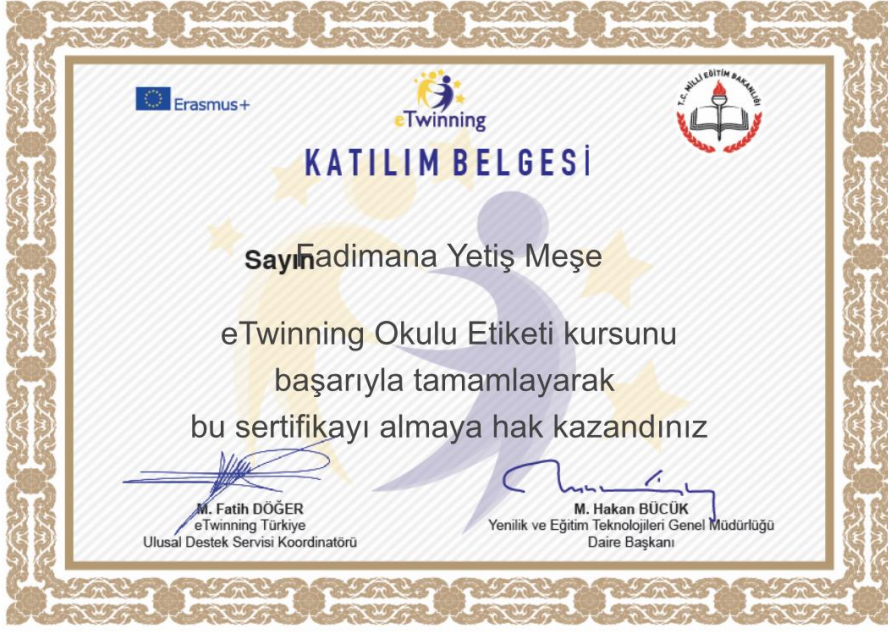 Erasmus+
eTwinning
T.C. MİLLÎ EĞİTİM BAKANLIĞI
KATILIM BELGESİ
Sayın Fadimana Yetiş Meşe
eTwinning Okulu Etiketi kursunu
başarıyla tamamlayarak
bu sertifikayı almaya hak kazandınız
M. Fatih DÖĞER
eTwinning Türkiye
Ulusal Destek Servisi Koordinatörü
M. Hakan BÜCÜK
Yenilik ve Eğitim Teknolojileri Genel Müdürlüğü
Daire Başkanı